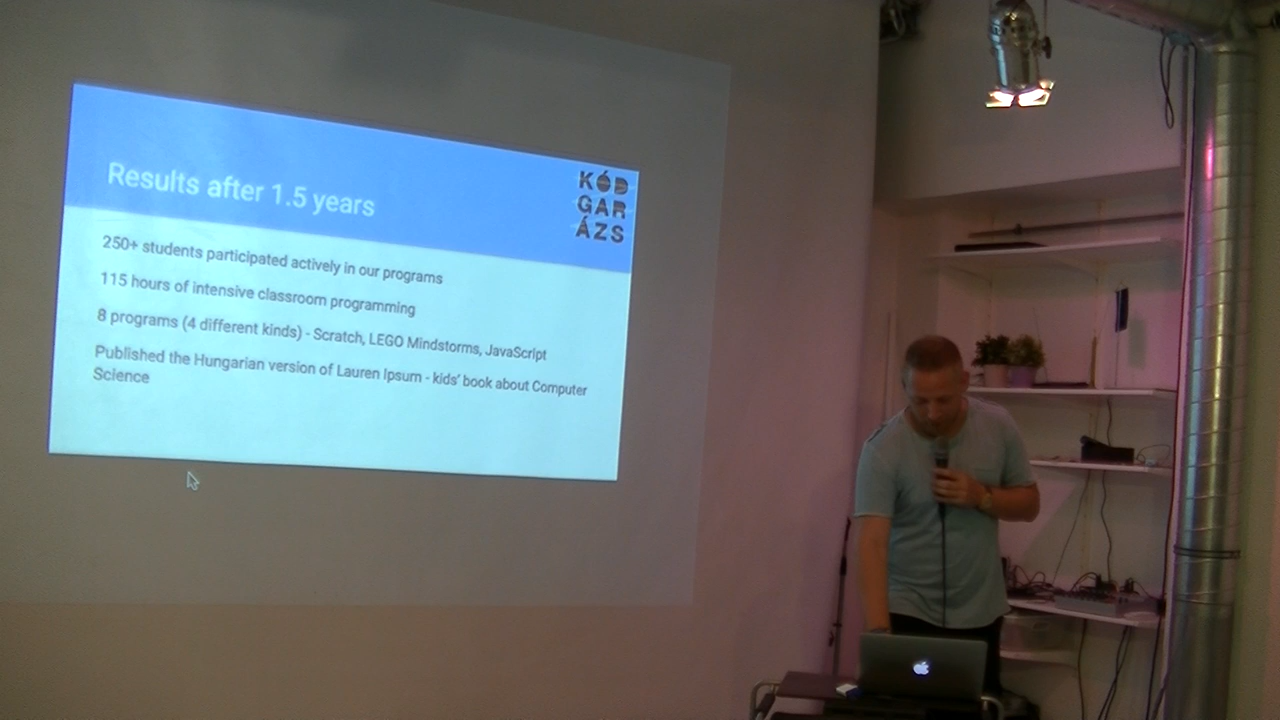 Results after 1.5 years
KÓD
GAR
ÁZS
250+ students participated actively in our programs
115 hours of intensive classroom programming
8 programs (4 different kinds) - Scratch, LEGO Mindstorms, JavaScript
Published the Hungarian version of Lauren Ipsum - kids' book about Computer
Science